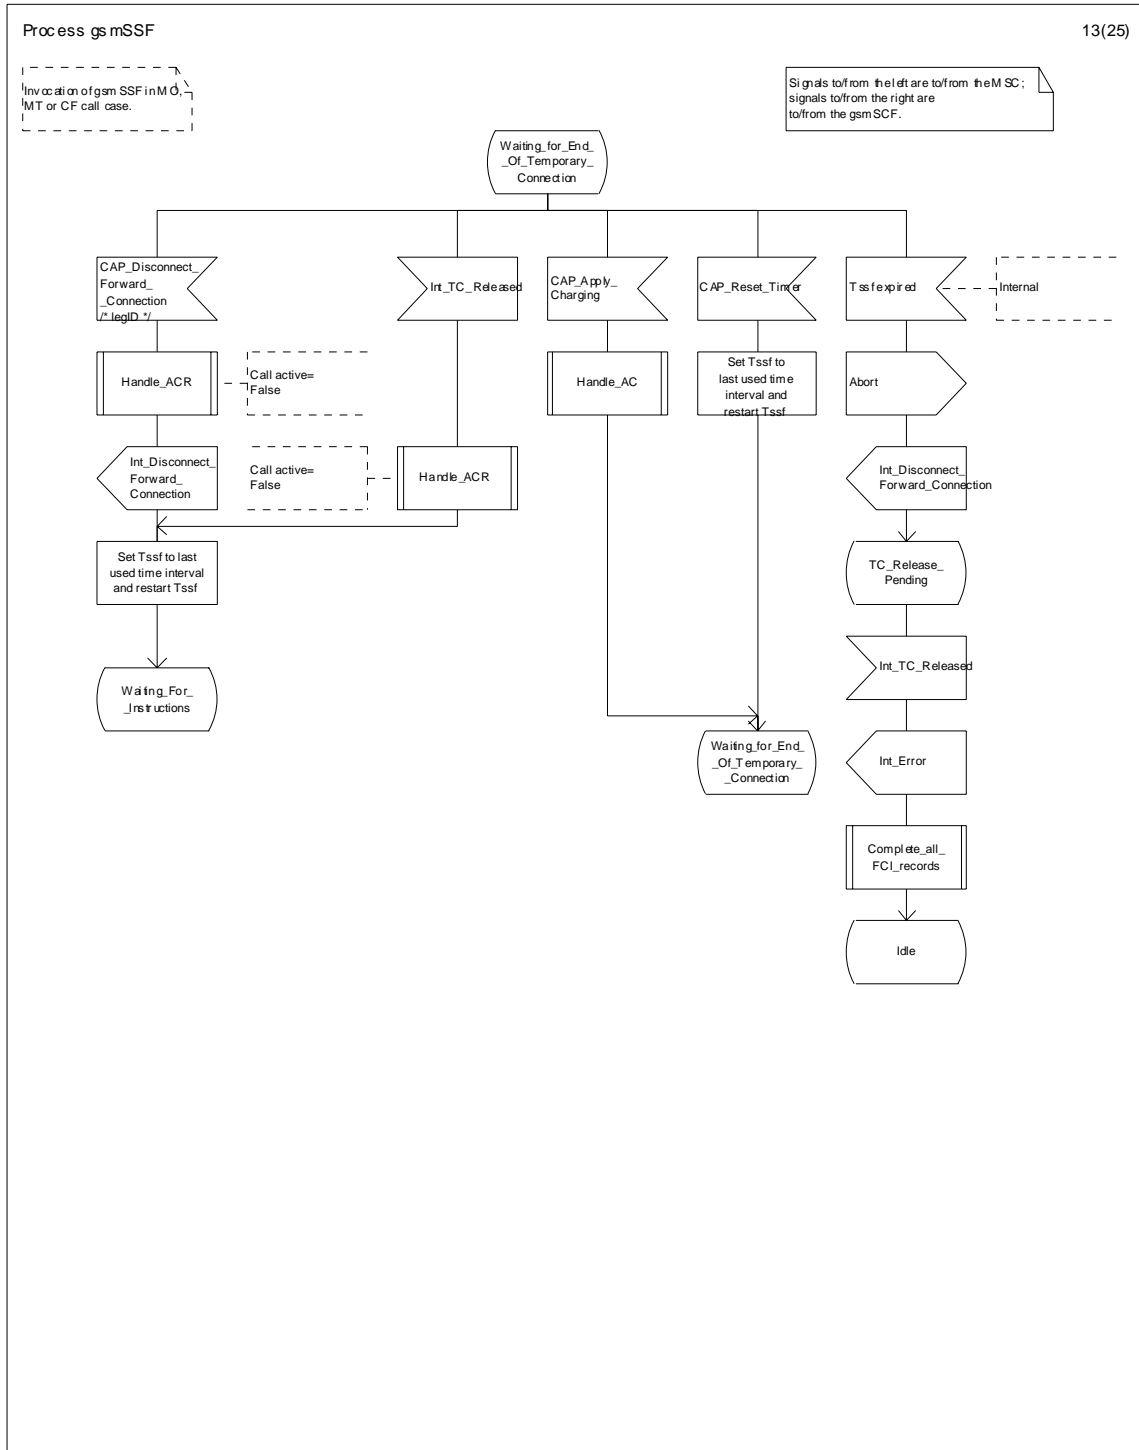 Process gsmSSF
13(25)
Invocation of gsmSSF in MO,
MT or CF call case.
Signals to/from the left are to/from the MSC;
signals to/from the right are
to/from the gsmSCF.
Waiting_for_End_
_Of_Temporary_
_Connection
CAP_Disconnect_
Forward_
_Connection
/* legID */
Int_TC_Released
CAP_Apply_
Charging
CAP_Reset_Timer
Tssf expired
Internal
Handle_ACR
Call active=
False
Handle_AC
Set Tssf to
last used time
interval and
restart Tssf
Abort
Int_Disconnect_
Forward_
Connection
Call active=
False
Handle_ACR
Int_Disconnect_
Forward_Connection
Set Tssf to last
used time interval
and restart Tssf
TC_Release_
Pending
Int_TC_Released
Waiting_For_
_Instructions
Waiting_for_End_
_Of_Temporary_
_Connection
Int_Error
Complete_all_
FCI_records
Idle